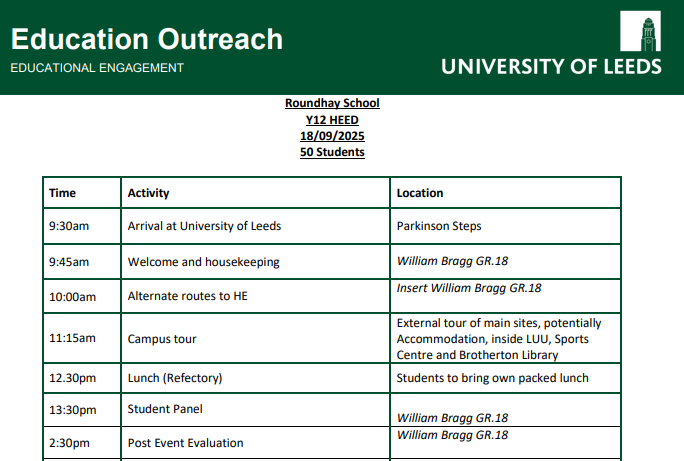 Education Outreach
EDUCATIONAL ENGAGEMENT
UNIVERSITY OF LEEDS
Roundhay School
Y12 HEED
18/09/2025
50 Students
Time Activity Location
9:30am Arrival at University of Leeds Parkinson Steps
9:45am Welcome and housekeeping William Bragg GR.18
10:00am Alternate routes to HE Insert William Bragg GR.18
11:15am Campus tour External tour of main sites, potentially
Accommodation, inside LUU, Sports
Centre and Brotherton Library
12.30pm Lunch (Refectory) Students to bring own packed lunch
13:30pm Student Panel William Bragg GR.18
2:30pm Post Event Evaluation William Bragg GR.18